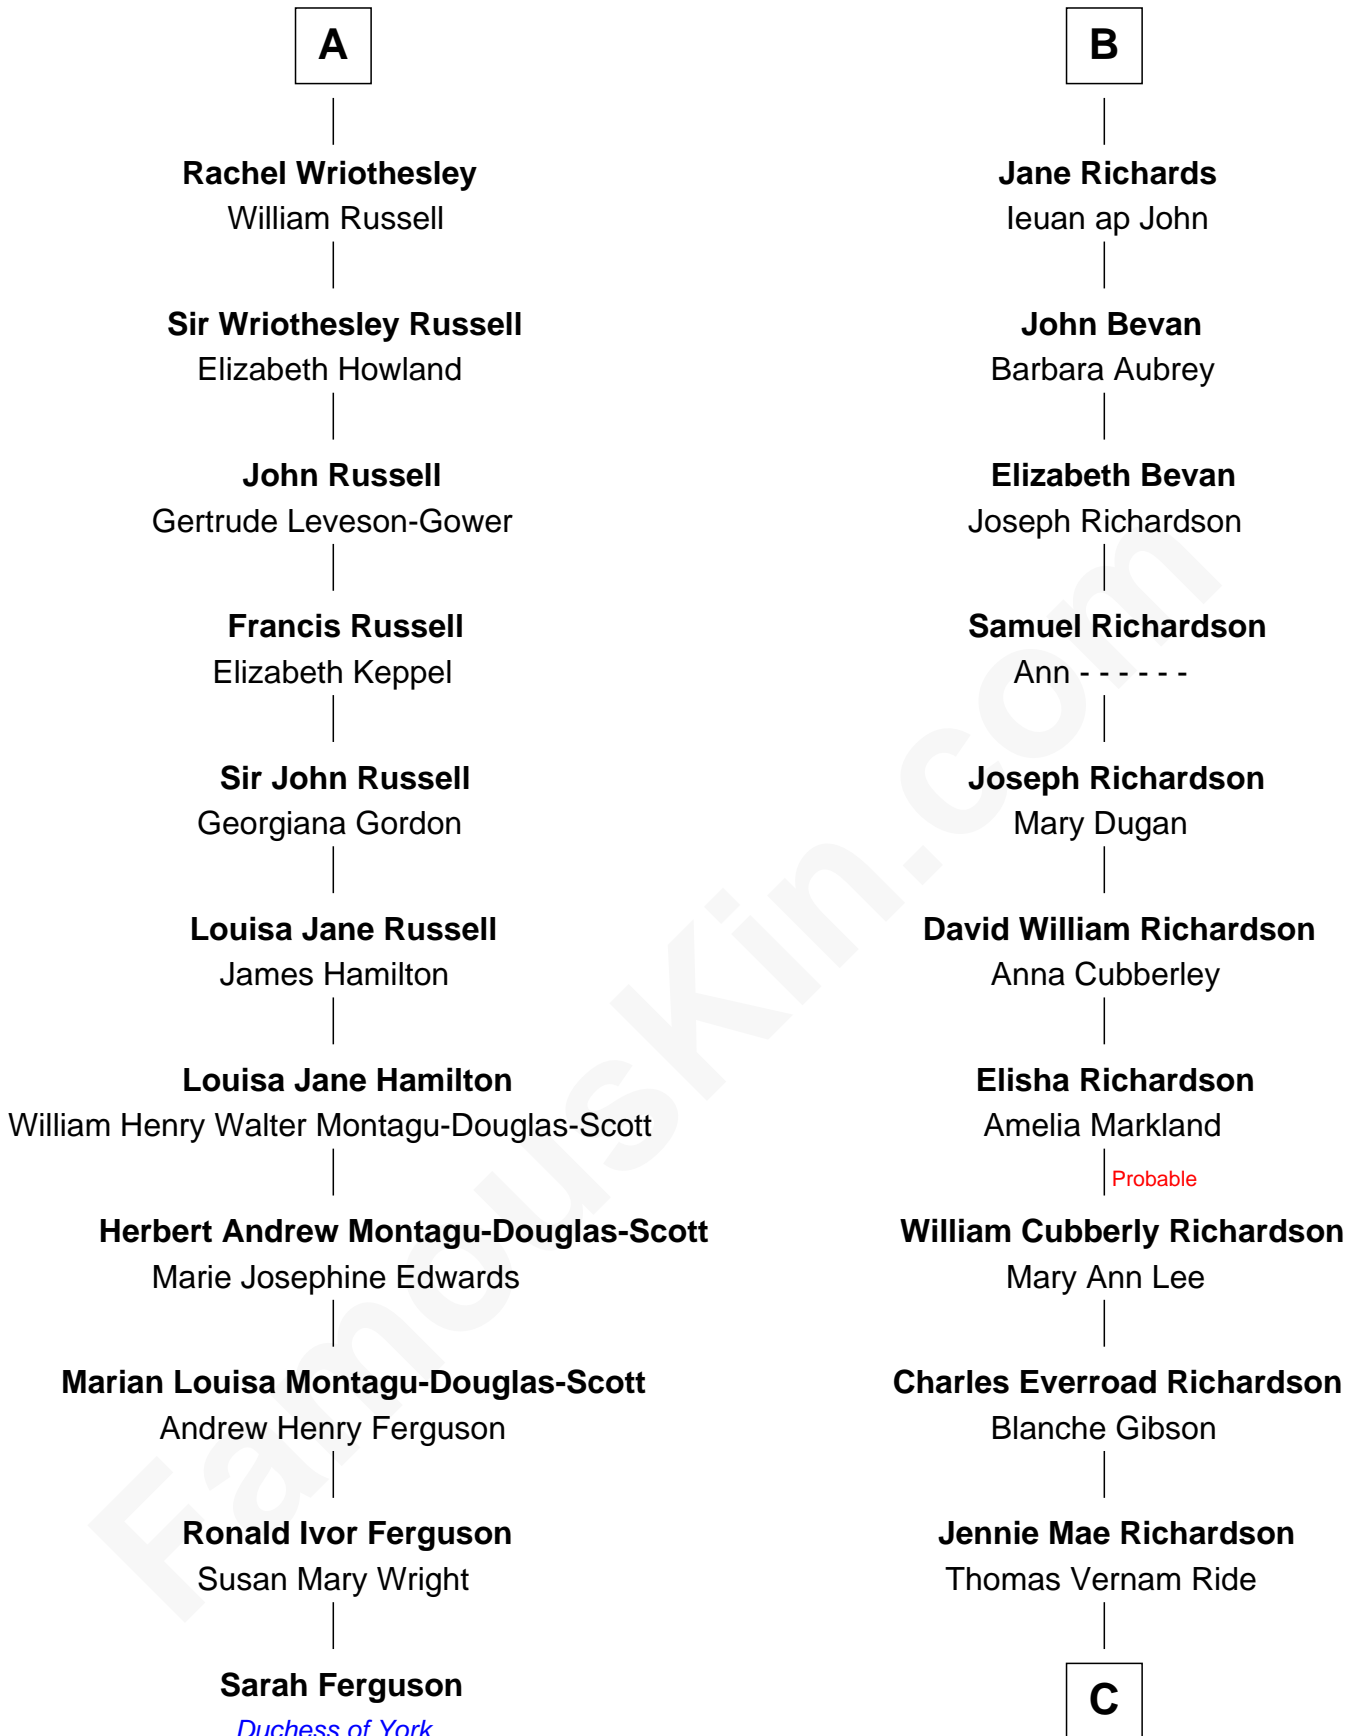 A
Rachel Wriothesley
William Russell
Sir Wriothesley Russell
Elizabeth Howland
John Russell
Gertrude Leveson-Gower
Francis Russell
Elizabeth Keppel
Sir John Russell
Georgiana Gordon
Louisa Jane Russell
James Hamilton
Louisa Jane Hamilton
William Henry Walter Montagu-Douglas-Scott
Herbert Andrew Montagu-Douglas-Scott
Marie Josephine Edwards
Marian Louisa Montagu-Douglas-Scott
Andrew Henry Ferguson
Ronald Ivor Ferguson
Susan Mary Wright
Sarah Ferguson
Duchess of York
B
Jane Richards
Ieuan ap John
John Bevan
Barbara Aubrey
Elizabeth Bevan
Joseph Richardson
Samuel Richardson
Ann - - - - - -
Joseph Richardson
Mary Dugan
David William Richardson
Anna Cubberley
Elisha Richardson
Amelia Markland
Probable
William Cubberly Richardson
Mary Ann Lee
Charles Everroad Richardson
Blanche Gibson
Jennie Mae Richardson
Thomas Vernam Ride
C
FamousKin.com